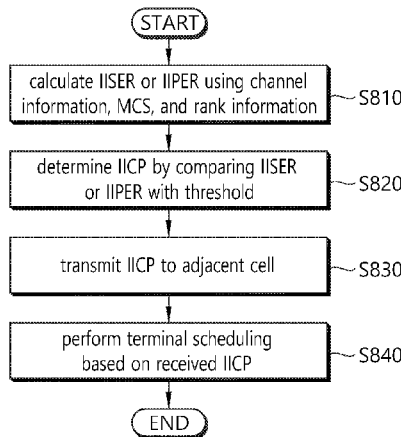 START
calculate IISER or IIPER using channel
information, MCS, and rank information
S810
determine IICP by comparing IISER
or IIPER with threshold
S820
transmit IICP to adjacent cell
S830
perform terminal scheduling
based on received IICP
S840
END